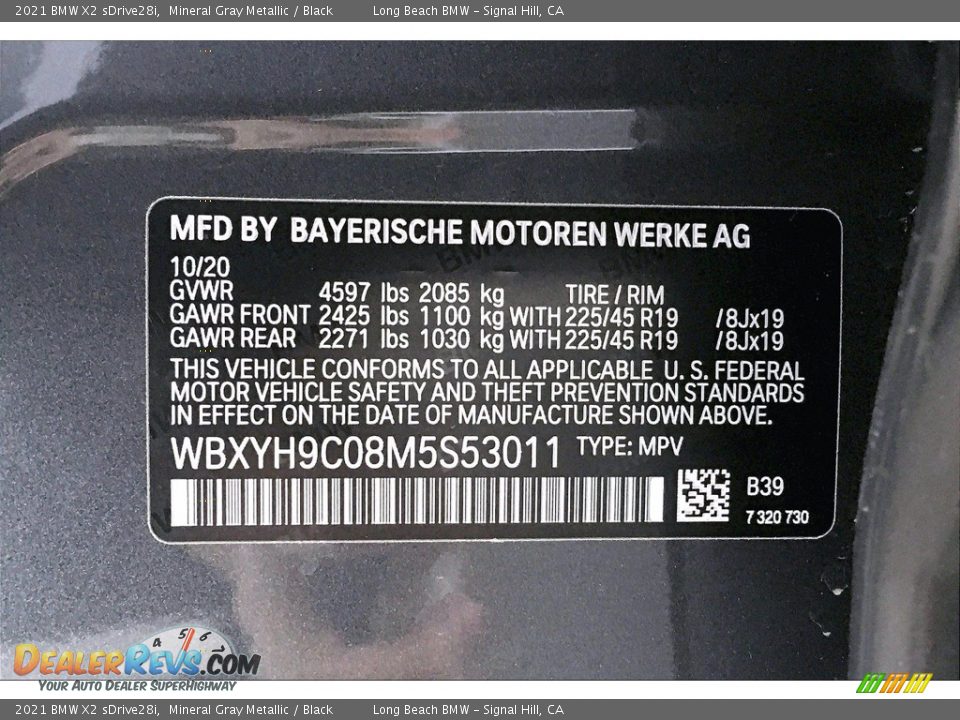 2021 BMW X2 sDrive28i,  Mineral Gray Metallic / Black        Long Beach BMW - Signal Hill, CA
MFD BY BAYERISCHE MOTOREN WERKE AG
10/20
GVWR 4597 lbs 2085 kg TIRE / RIM
GAWR FRONT 2425 lbs 1100 kg WITH 225/45 R19 /8Jx19
GAWR REAR 2271 lbs 1030 kg WITH 225/45 R19 /8Jx19
THIS VEHICLE CONFORMS TO ALL APPLICABLE U. S. FEDERAL
MOTOR VEHICLE SAFETY AND THEFT PREVENTION STANDARDS
IN EFFECT ON THE DATE OF MANUFACTURE SHOWN ABOVE.
WBXYH9C08M5S53011 TYPE: MPV
B39
7 320 730
4 5 6
DealerRevs.com
Your Auto Dealer SuperHighway
2021 BMW X2 sDrive28i,  Mineral Gray Metallic / Black        Long Beach BMW - Signal Hill, CA